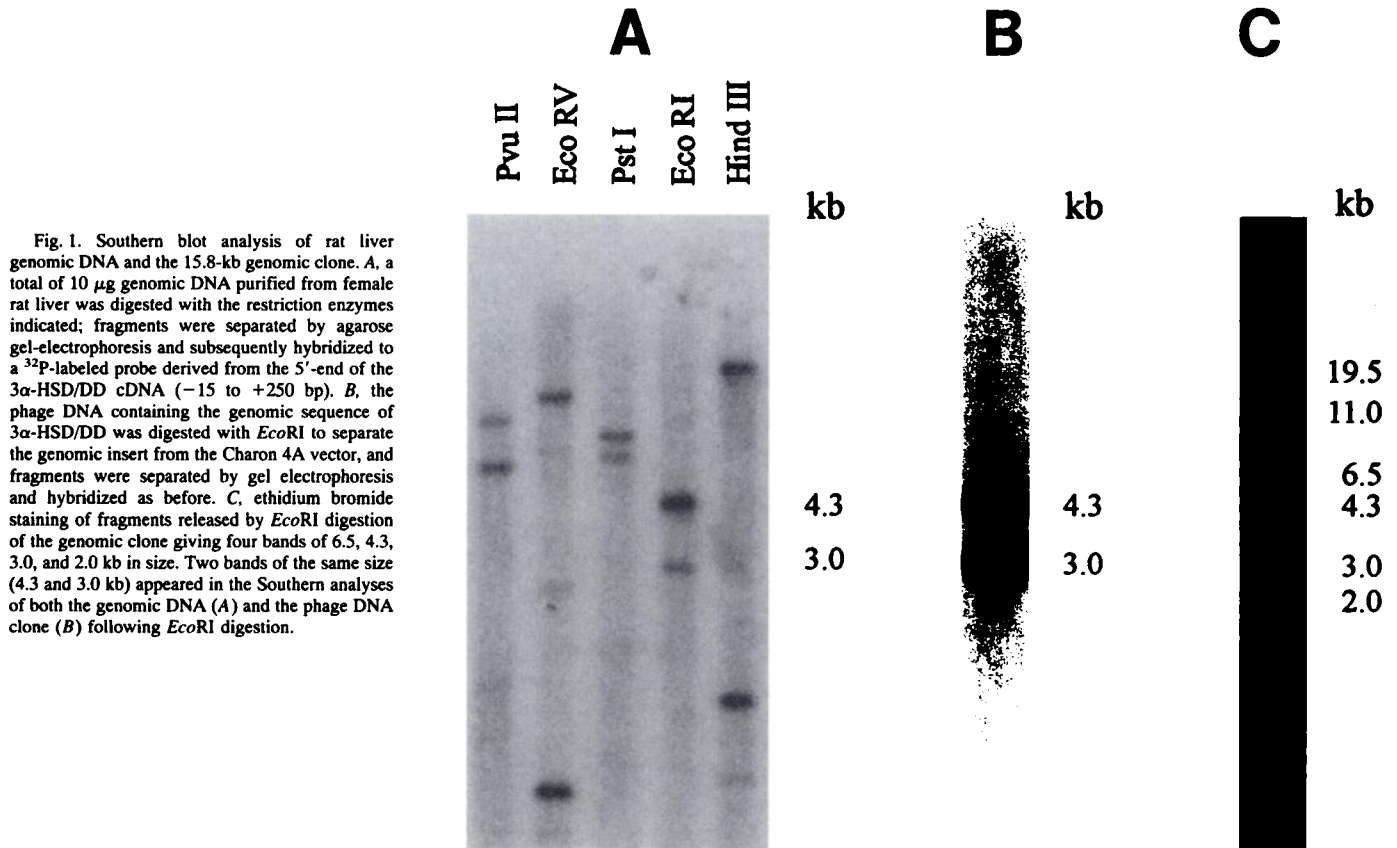 A
B
C
Pvu II
Eco RV
Pst I
Eco RI
Hind III
kb
kb
kb
Fig. 1. Southern blot analysis of rat liver
genomic DNA and the 15.8-kb genomic clone. A, a
total of 10 μg genomic DNA purified from female
rat liver was digested with the restriction enzymes
indicated; fragments were separated by agarose
gel-electrophoresis and subsequently hybridized to
a ³²P-labeled probe derived from the 5′-end of the
3α-HSD/DD cDNA (−15 to +250 bp). B, the
phage DNA containing the genomic sequence of
3α-HSD/DD was digested with EcoRI to separate
the genomic insert from the Charon 4A vector, and
fragments were separated by gel electrophoresis
and hybridized as before. C, ethidium bromide
staining of fragments released by EcoRI digestion
of the genomic clone giving four bands of 6.5, 4.3,
3.0, and 2.0 kb in size. Two bands of the same size
(4.3 and 3.0 kb) appeared in the Southern analyses
of both the genomic DNA (A) and the phage DNA
clone (B) following EcoRI digestion.
4.3
3.0
4.3
3.0
19.5
11.0
6.5
4.3
3.0
2.0